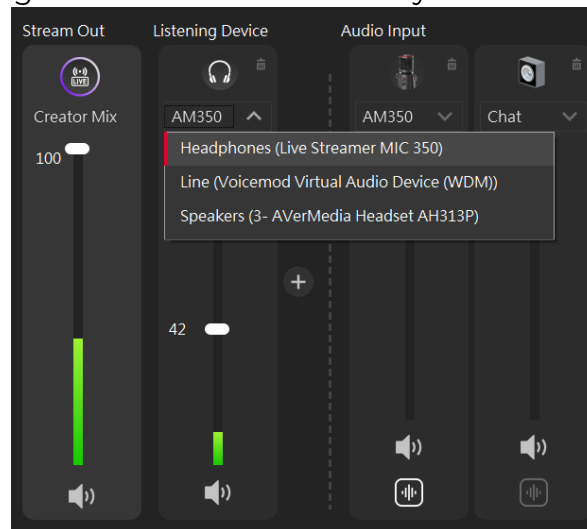 Stream Out
Listening Device
Audio Input
LIVE
Creator Mix
AM350
AM350
Chat
Headphones (Live Streamer MIC 350)
Line (Voicemod Virtual Audio Device (WDM))
Speakers (3- AVerMedia Headset AH313P)
100
42